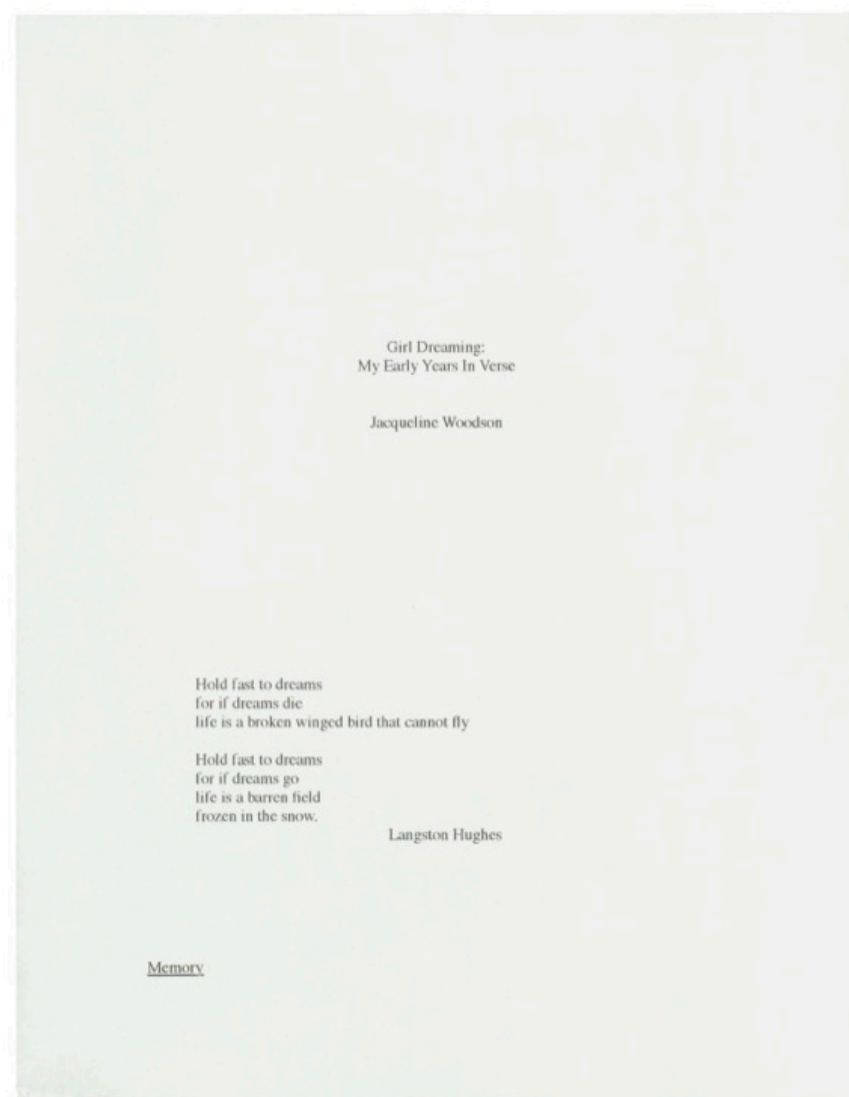 Girl Dreaming:
My Early Years In Verse
Jacqueline Woodson
Hold fast to dreams
for if dreams die
life is a broken winged bird that cannot fly
Hold fast to dreams
for if dreams go
life is a barren field
frozen in the snow.
Langston Hughes
Memory